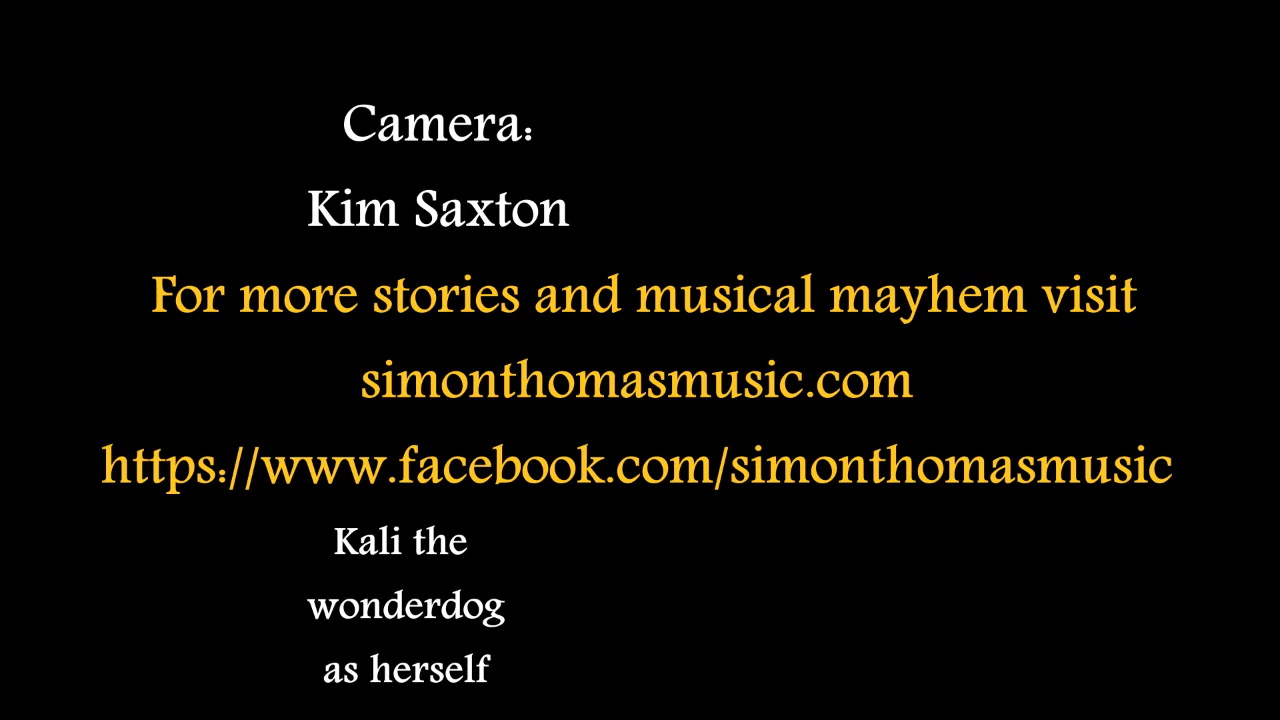 Camera:
Kim Saxton
For more stories and musical mayhem visit
simonthomasmusic.com
https://www.facebook.com/simonthomasmusic
Kali the
wonderdog
as herself